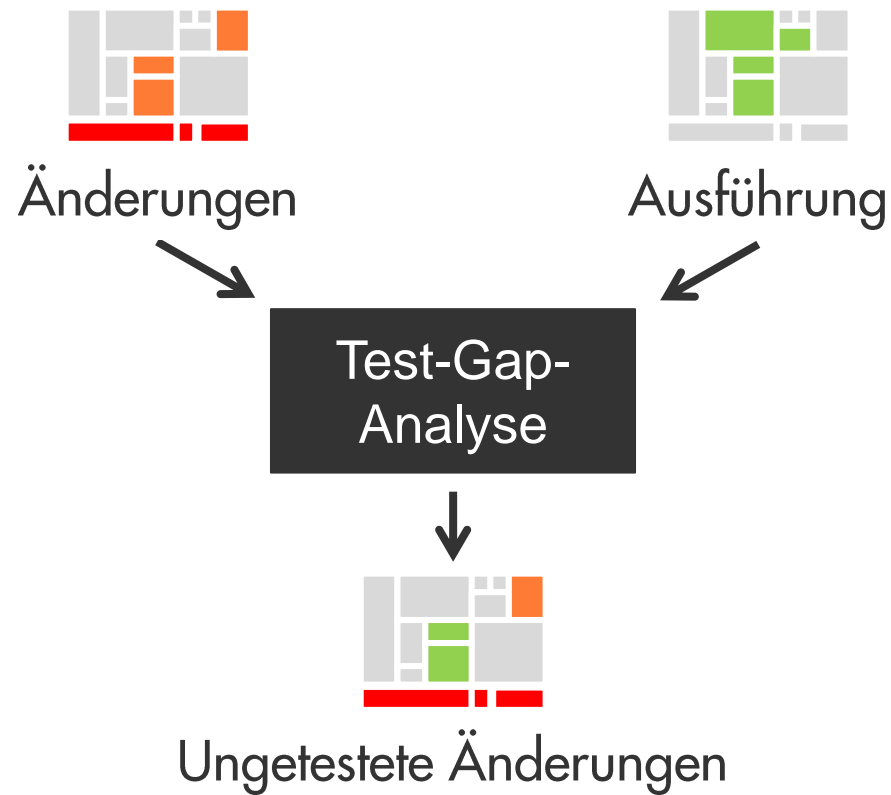 Änderungen
Ausführung
Test-Gap-
Analyse
Ungetestete Änderungen